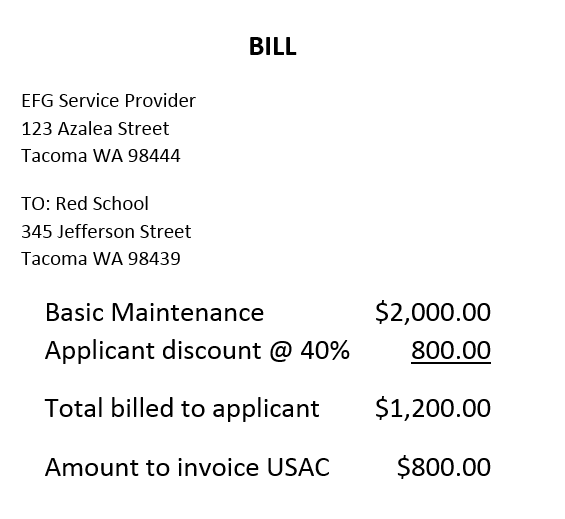 BILL
EFG Service Provider
123 Azalea Street
Tacoma WA 98444
TO: Red School
345 Jefferson Street
Tacoma WA 98439
Basic Maintenance $2,000.00
Applicant discount @ 40% 800.00
Total billed to applicant $1,200.00
Amount to invoice USAC $800.00